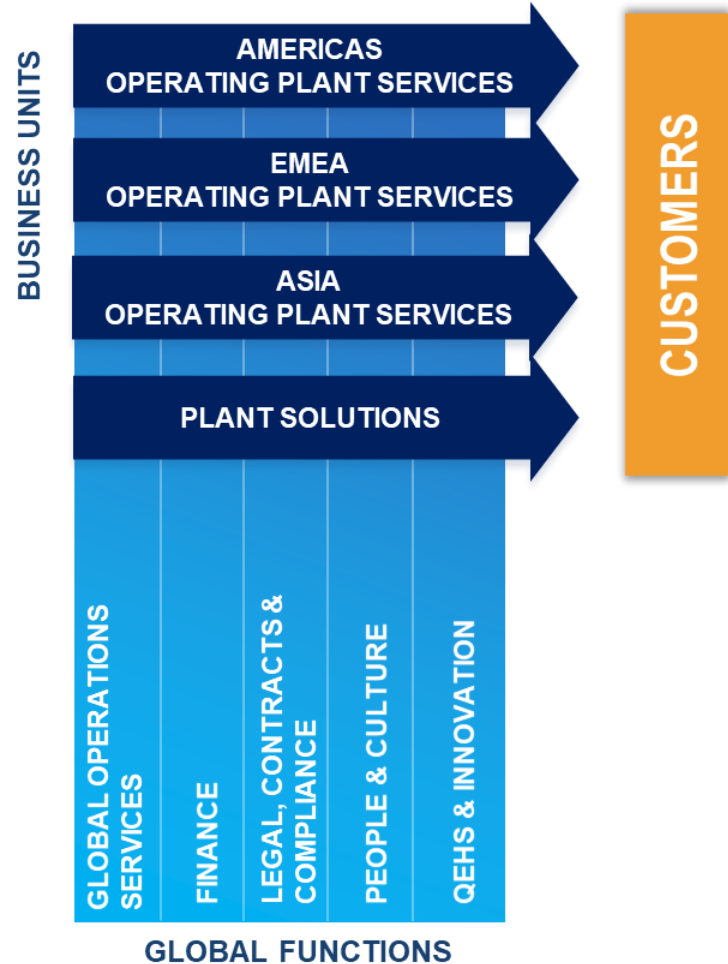 BUSINESS UNITS
AMERICAS
OPERATING PLANT SERVICES
EMEA
OPERATING PLANT SERVICES
ASIA
OPERATING PLANT SERVICES
PLANT SOLUTIONS
CUSTOMERS
GLOBAL OPERATIONS
SERVICES
FINANCE
LEGAL, CONTRACTS &
COMPLIANCE
PEOPLE & CULTURE
QEHS & INNOVATION
GLOBAL FUNCTIONS